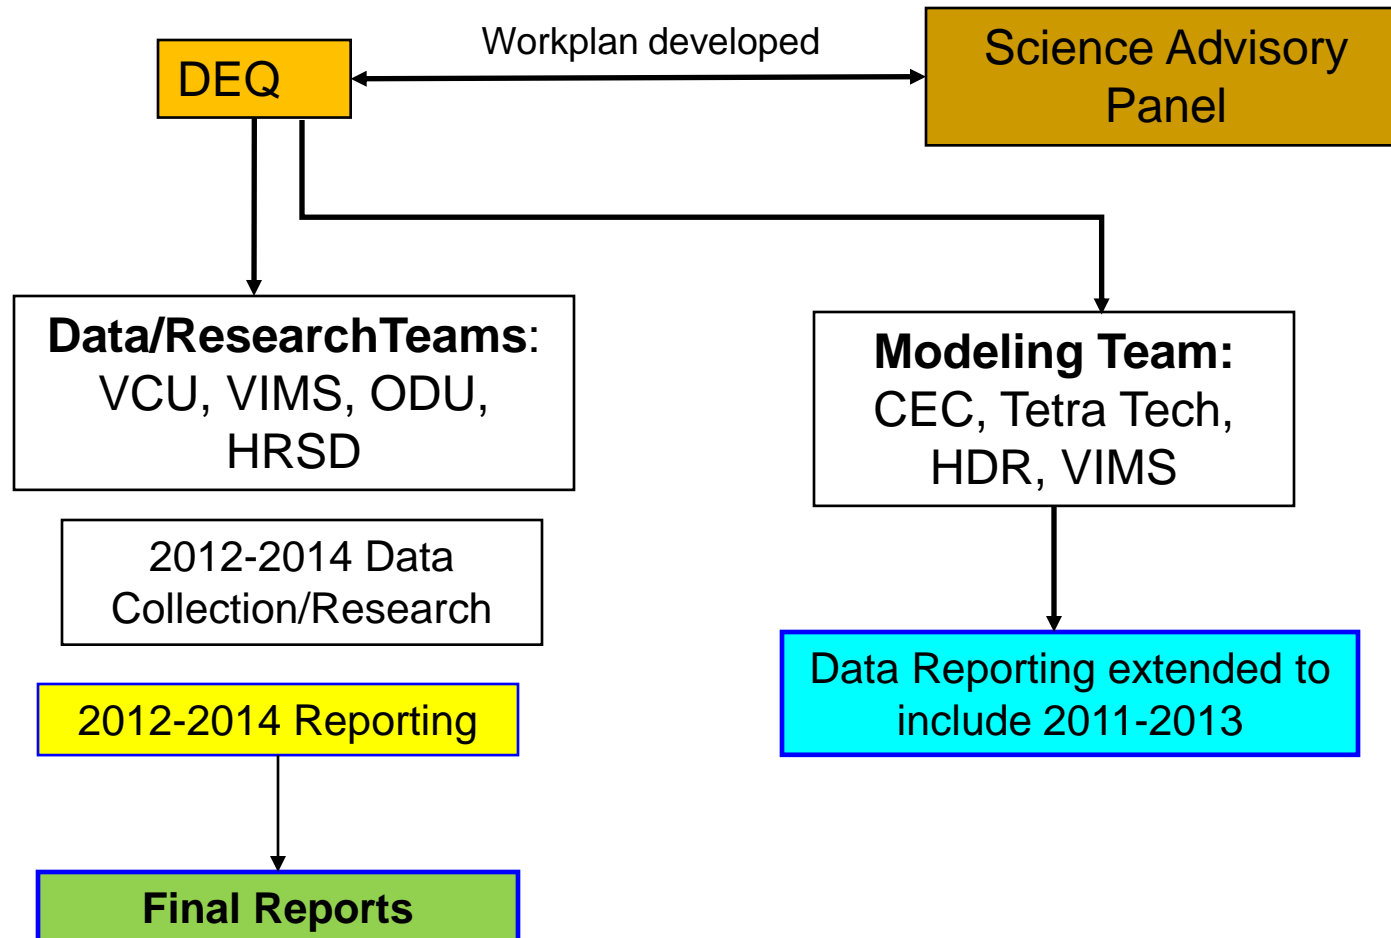 Workplan developed
DEQ
Science Advisory
Panel
Data/ResearchTeams:
VCU, VIMS, ODU,
HRSD
Modeling Team:
CEC, Tetra Tech,
HDR, VIMS
2012-2014 Data
Collection/Research
Data Reporting extended to
include 2011-2013
2012-2014 Reporting
Final Reports